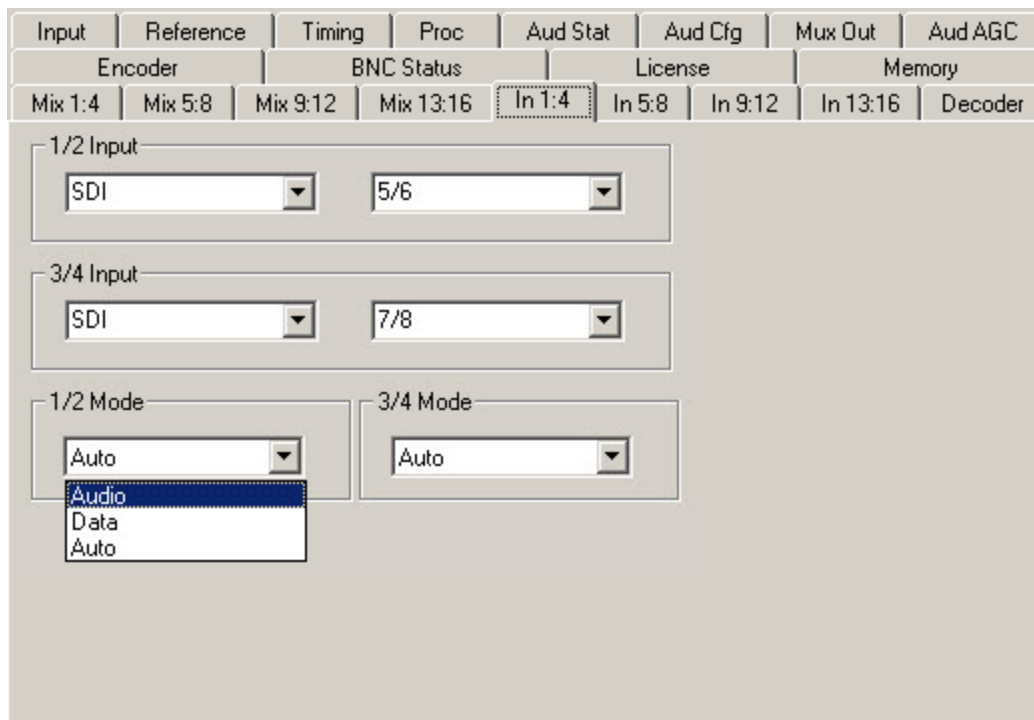 Input Reference Timing Proc Aud Stat Aud Cfg Mux Out Aud AGC
Encoder BNC Status License Memory
Mix 1:4 Mix 5:8 Mix 9:12 Mix 13:16 In 1:4 In 5:8 In 9:12 In 13:16 Decoder
1/2 Input
SDI 5/6
3/4 Input
SDI 7/8
1/2 Mode 3/4 Mode
Auto Auto
Audio
Data
Auto